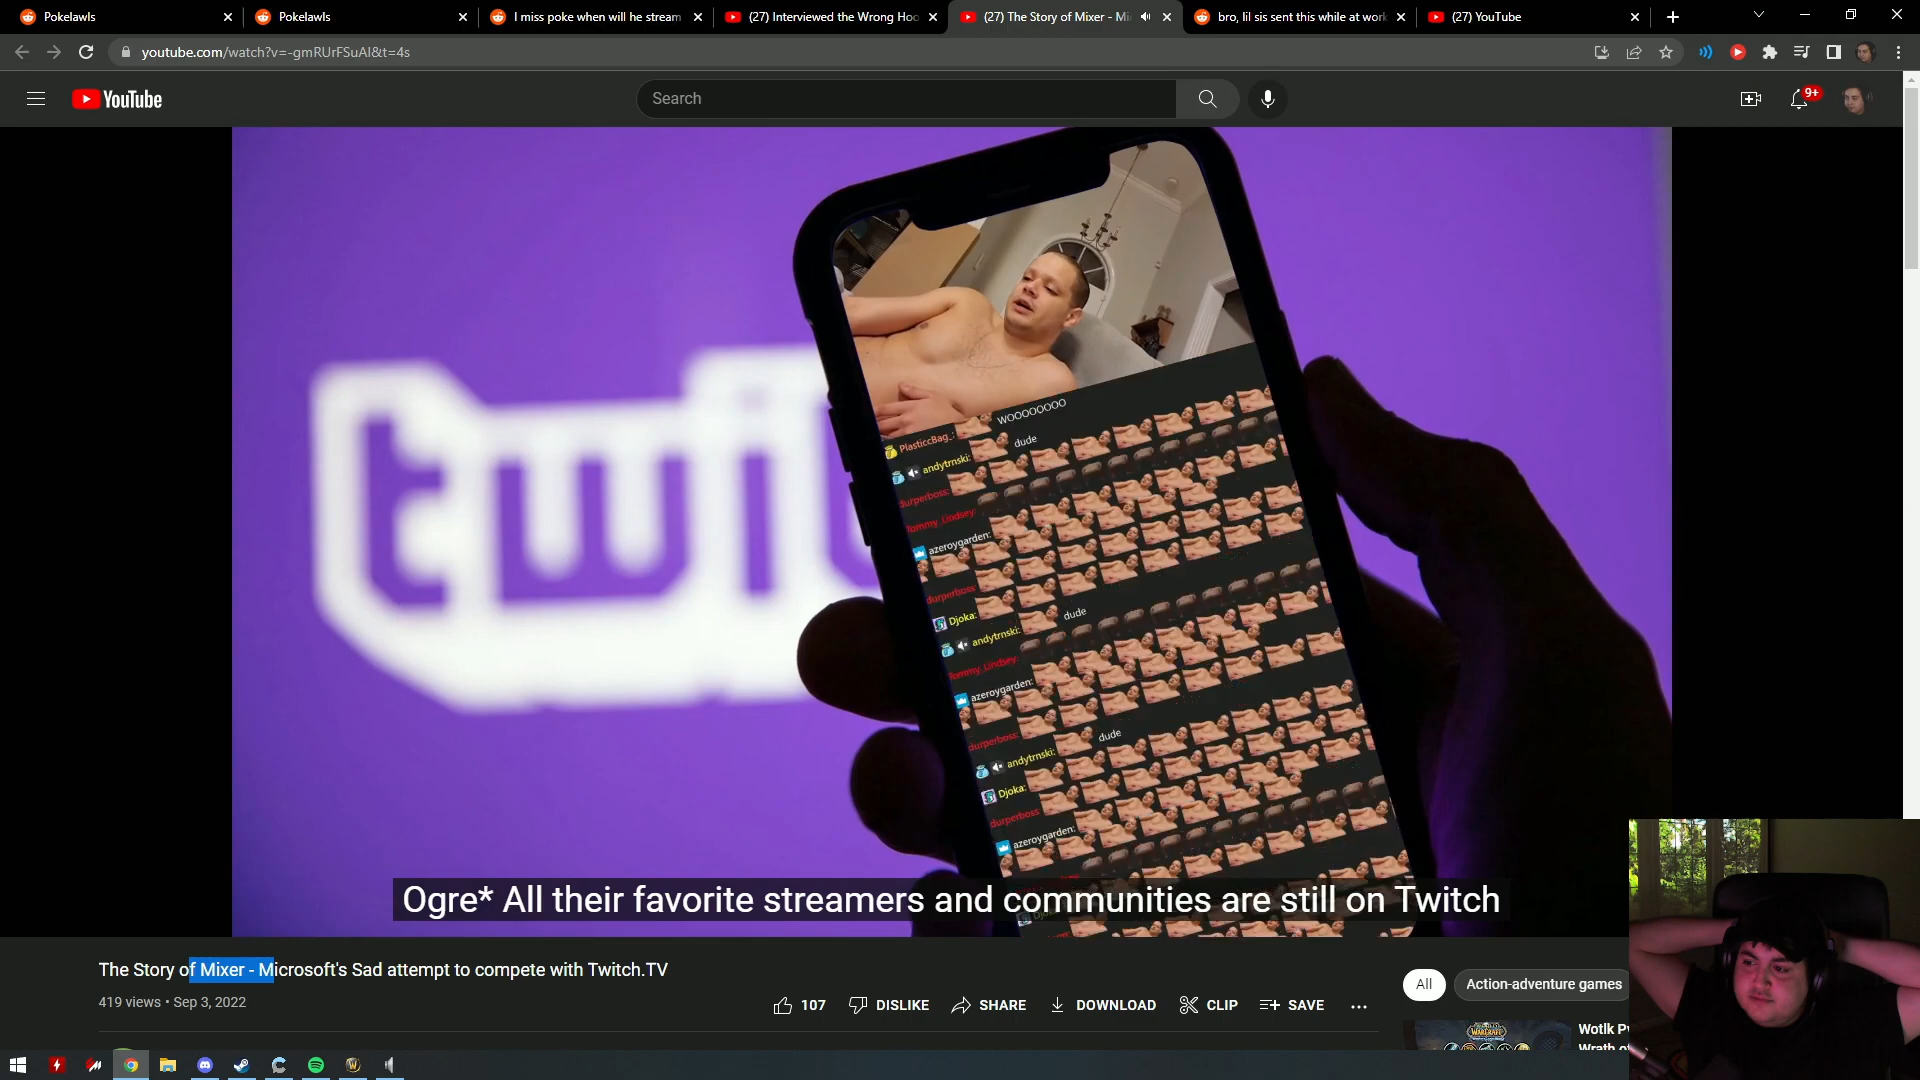 Pokelawls
Pokelawls
I miss poke when will he stream
(27) Interviewed the Wrong Hoo
(27) The Story of Mixer - Mi
bro, lil sis sent this while at work
(27) YouTube
youtube.com/watch?v=-gmRUrFSuAI&t=4s
YouTube
Search
9+
WOOOOOOOO
PlasticcBag_:
dude
andytrnski:
durperboss:
Tommy_Lindsey:
azeroygarden:
durperboss:
Djoka:
dude
andytrnski:
Tommy_Lindsey:
azeroygarden:
durperboss:
dude
andytrnski:
Djoka:
durperboss:
azeroygarden:
Ogre* All their favorite streamers and communities are still on Twitch
The Story of Mixer - Microsoft's Sad attempt to compete with Twitch.TV
419 views • Sep 3, 2022
107
DISLIKE
SHARE
DOWNLOAD
CLIP
SAVE
All
Action-adventure games
Wotlk